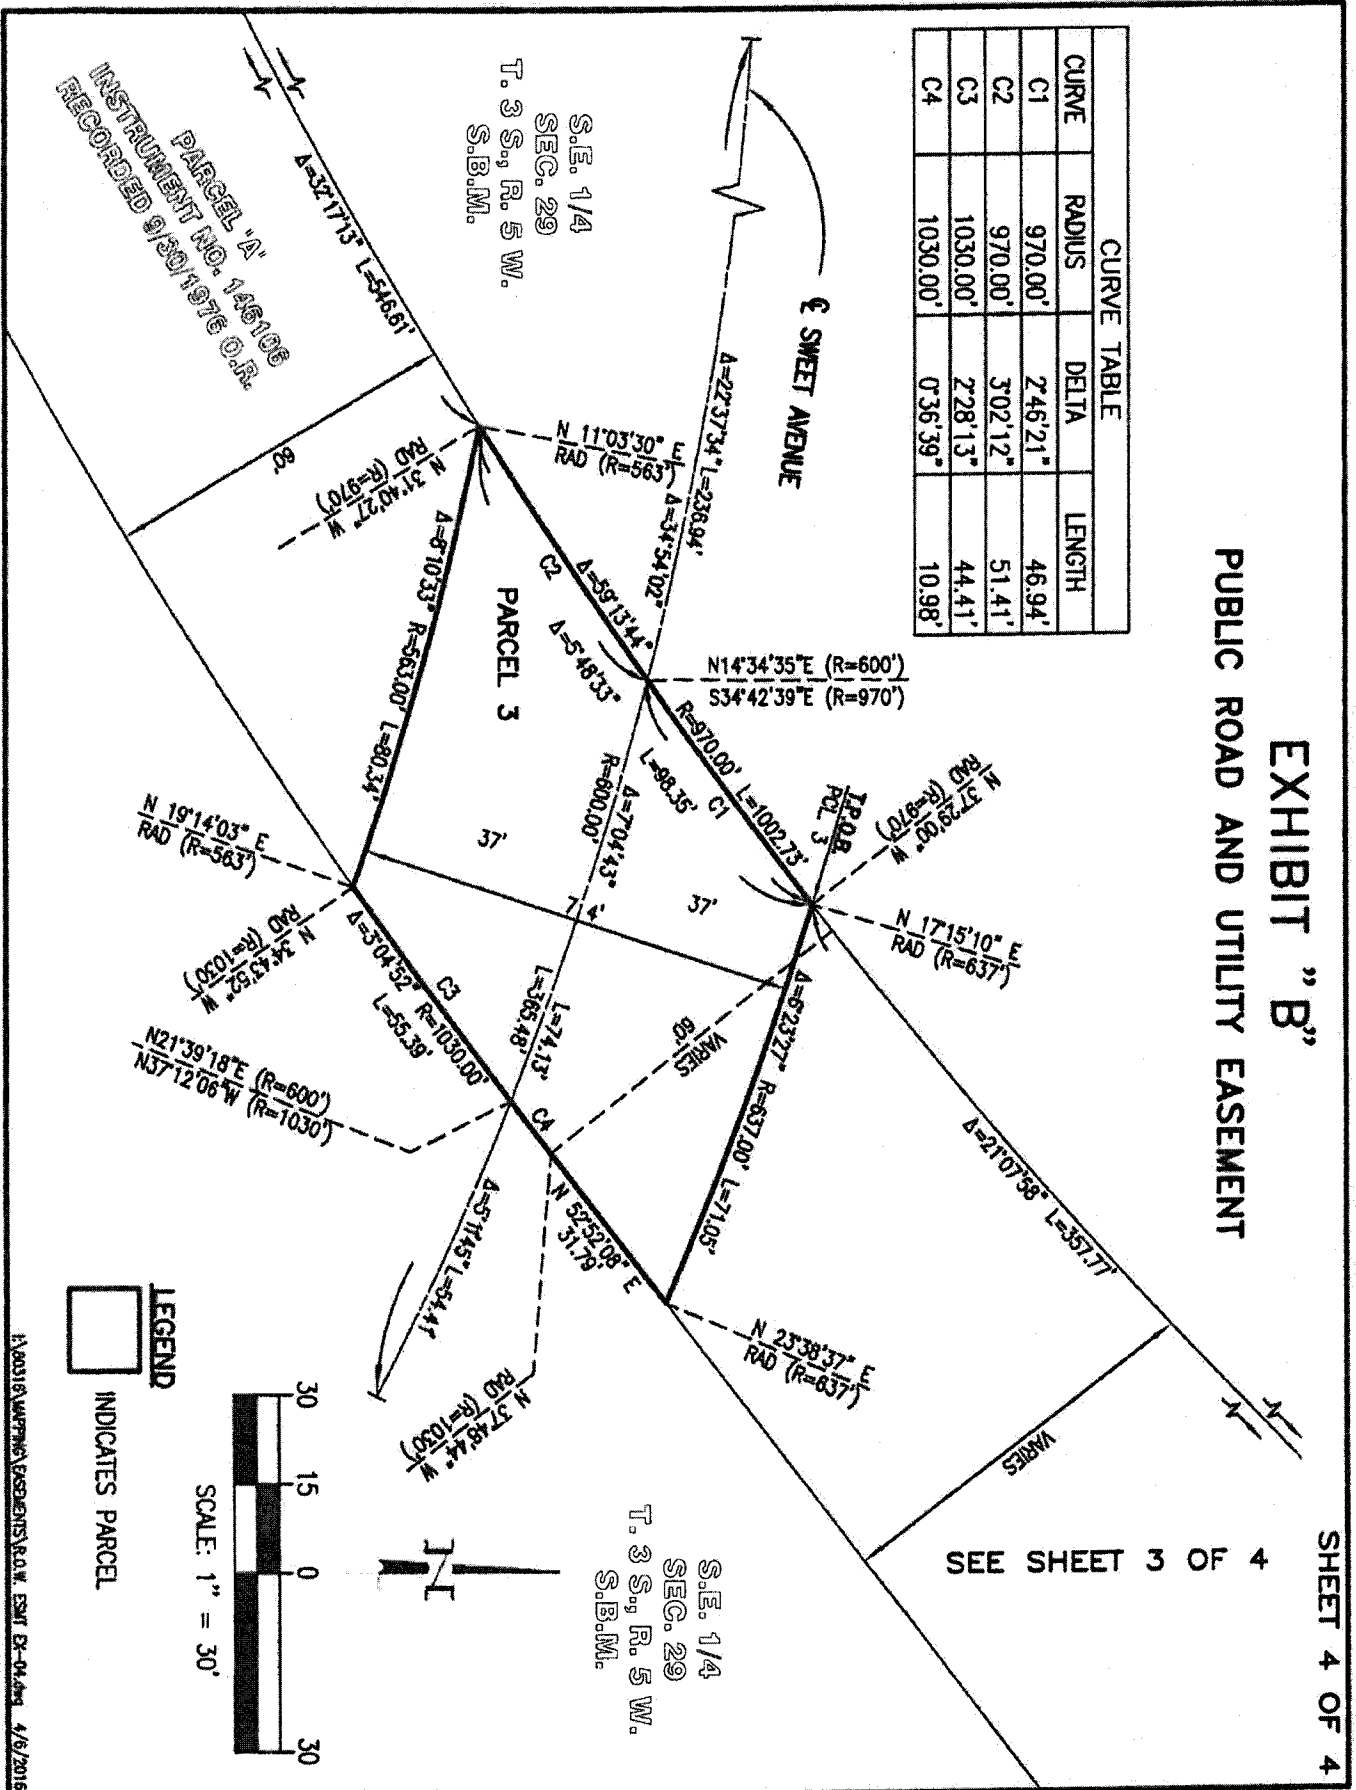 SHEET 4 OF 4
EXHIBIT "B"
PUBLIC ROAD AND UTILITY EASEMENT
CURVE TABLE
CURVE RADIUS DELTA LENGTH
C1 970.00' 2°46'21" 46.94'
C2 970.00' 3°02'12" 51.41'
C3 1030.00' 2°28'13" 44.41'
C4 1030.00' 0°36'39" 10.98'
SEE SHEET 3 OF 4
℄ SWEET AVENUE
S.E. 1/4
SEC. 29
T. 3 S., R. 5 W.
S.B.M.
PARCEL 'A'
INSTRUMENT NO. 146106
RECORDED 9/30/1976 O.R.
Δ=32°17'13" L=546.61'
60'
Δ=22°37'34" L=236.94'
Δ=34°54'02"
N 11°03'30" E
RAD (R=563')
N 31°40'27" W
RAD (R=970')
C2
Δ=59°13'44"
Δ=5°48'33"
N14°34'35"E (R=600')
S34°42'39"E (R=970')
R=970.00' L=1002.73'
C1
L=98.35'
T.P.O.B.
PCL 3
N 37°29'00" W
RAD (R=970')
N 17°15'10" E
RAD (R=637')
Δ=21°07'58" L=357.77'
VARIES
PARCEL 3
Δ=8°10'33" R=563.00' L=80.34'
Δ=7°04'43"
R=600.00'
37'
37'
74'
L=74.13'
L=365.48'
Δ=6°23'27" R=637.00' L=71.05'
VARIES
60'
N 19°14'03" E
RAD (R=563')
N 34°43'52" W
RAD (R=1030')
C3
Δ=3°04'52" R=1030.00'
L=55.39'
N21°39'18"E (R=600')
N37°12'06"W (R=1030')
C4
N 52°52'08" E
31.79'
Δ=5°11'45" L=54.41'
N 23°38'37" E
RAD (R=637')
N 37°48'44" W
RAD (R=1030')
S.E. 1/4
SEC. 29
T. 3 S., R. 5 W.
S.B.M.
LEGEND
INDICATES PARCEL
30 15 0 30
SCALE: 1" = 30'
N
I:\80316\MAPPING\EASEMENTS\R.O.W. ESMT EX-04.dwg 4/6/2016